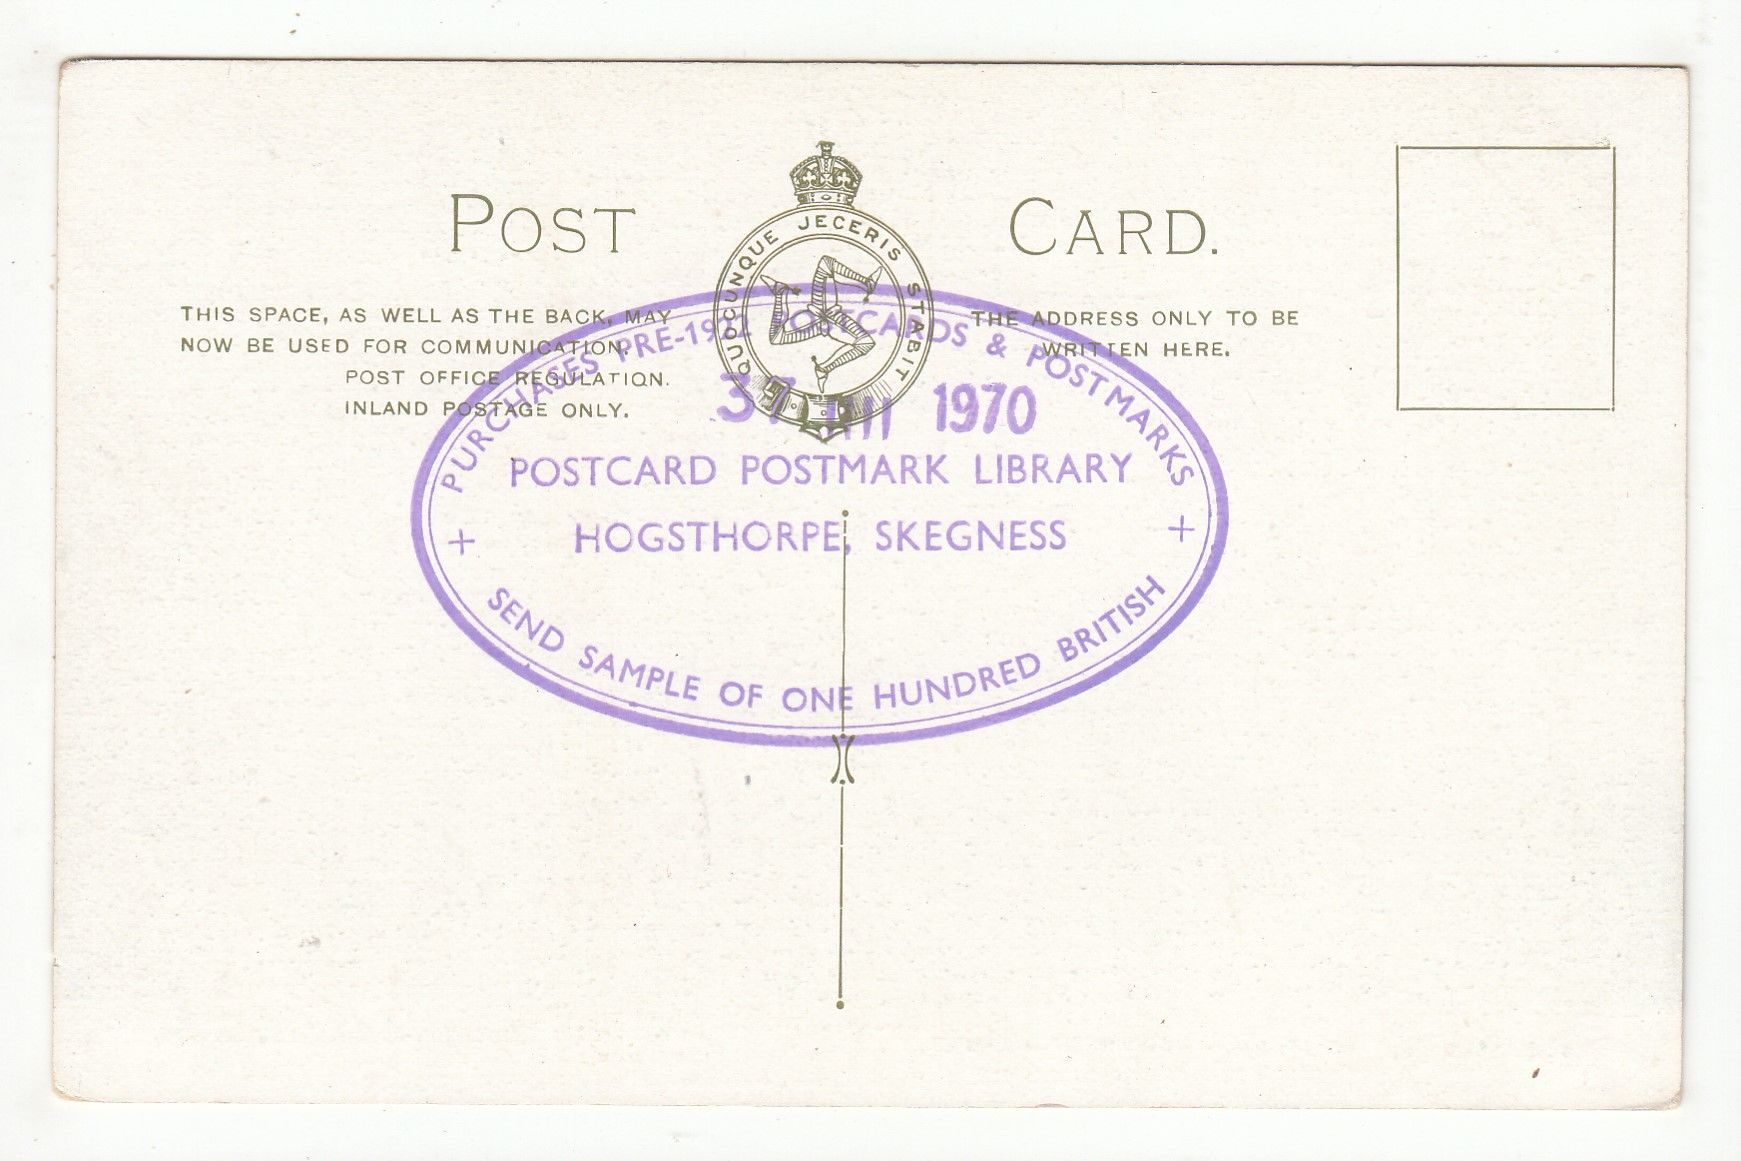 POST CARD.
QUOCUNQUE JECERIS STABIT
THIS SPACE, AS WELL AS THE BACK, MAY
NOW BE USED FOR COMMUNICATION.
POST OFFICE REGULATION.
INLAND POSTAGE ONLY.
THE ADDRESS ONLY TO BE
WRITTEN HERE.
PURCHASES PRE-1922 POSTCARDS & POSTMARKS
1970
POSTCARD POSTMARK LIBRARY
HOGSTHORPE, SKEGNESS
SEND SAMPLE OF ONE HUNDRED BRITISH